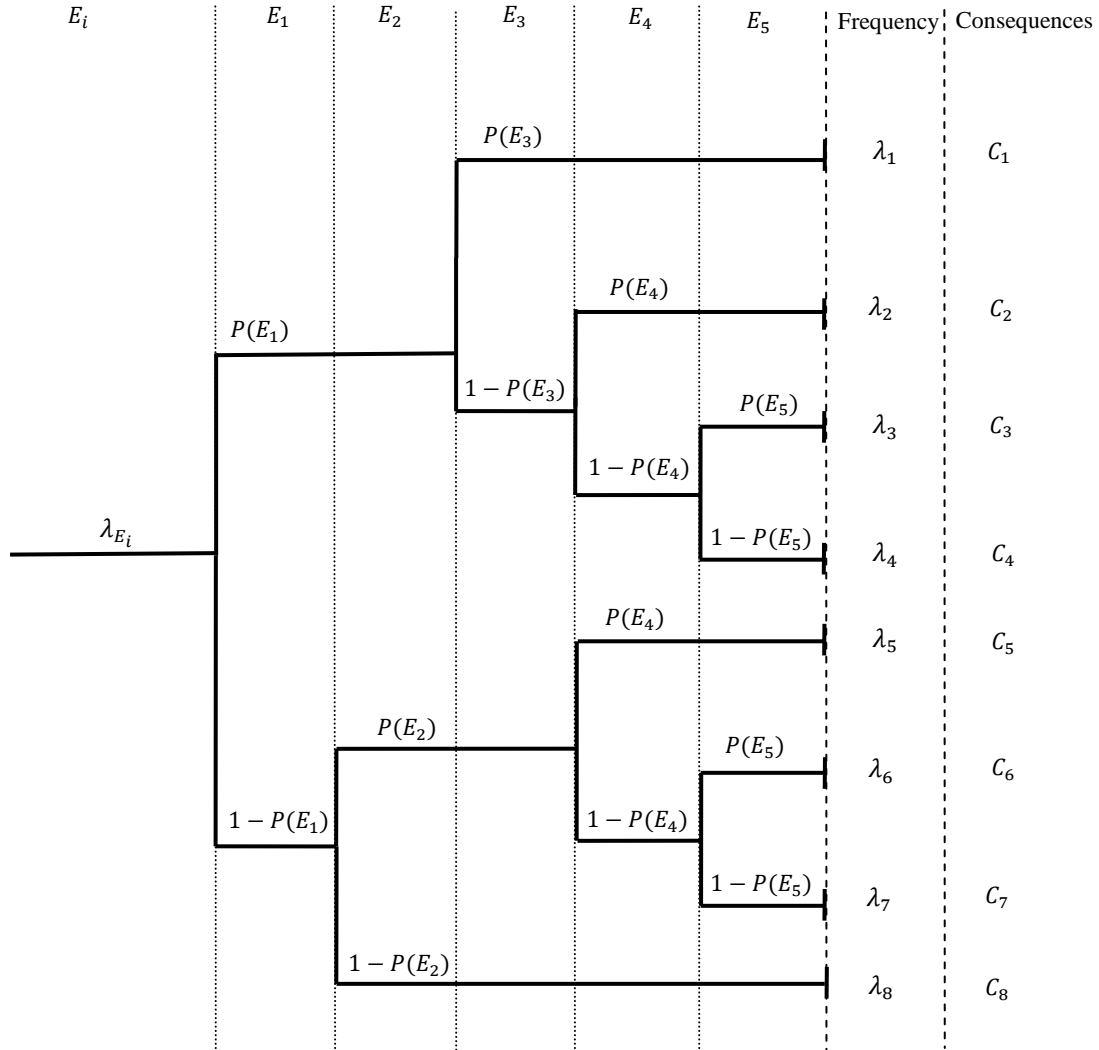 E_i E_1 E_2 E_3 E_4 E_5 Frequency Consequences
P(E_3) λ_1 C_1
P(E_4) λ_2 C_2
P(E_1)
1 − P(E_3) P(E_5) λ_3 C_3
1 − P(E_4)
λ_{E_i} 1 − P(E_5) λ_4 C_4
P(E_4) λ_5 C_5
P(E_2) P(E_5) λ_6 C_6
1 − P(E_1) 1 − P(E_4)
1 − P(E_5) λ_7 C_7
1 − P(E_2) λ_8 C_8